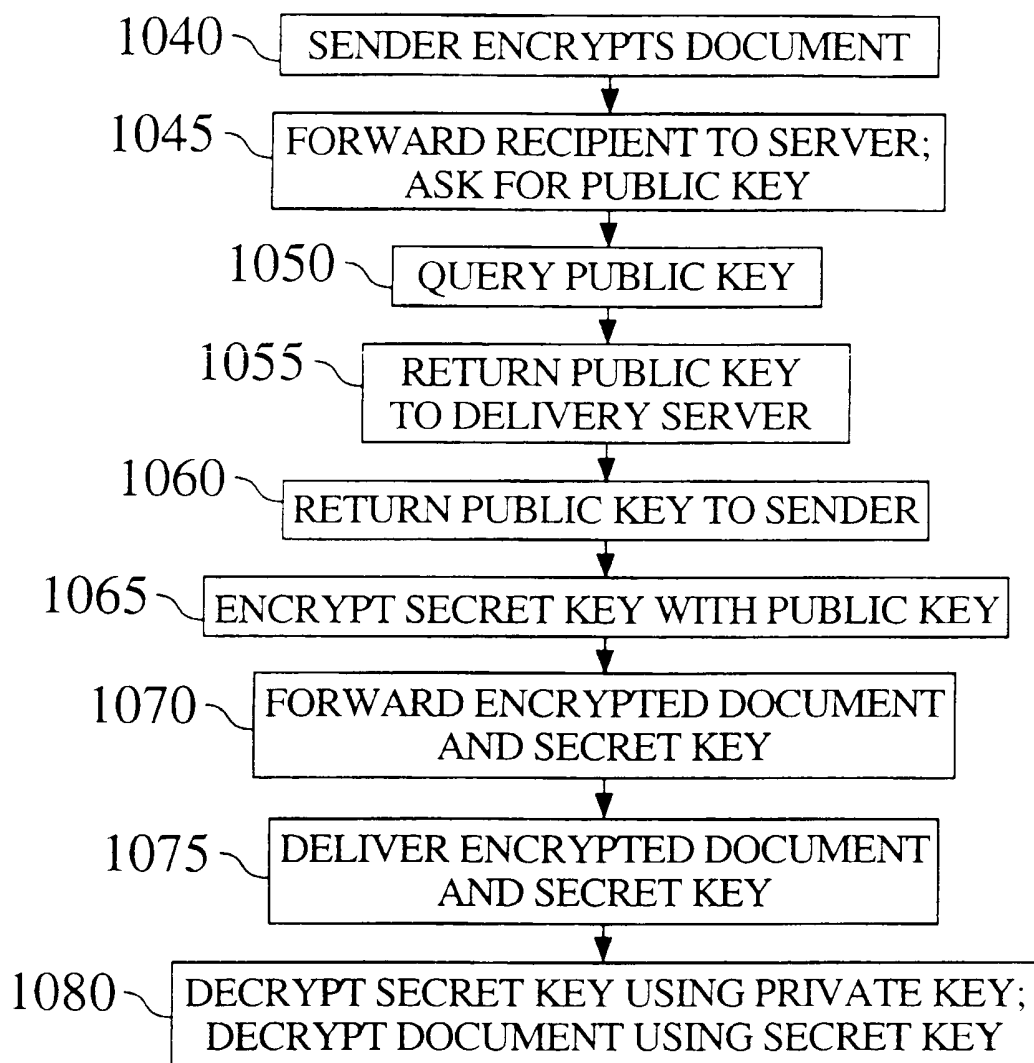 1040
SENDER ENCRYPTS DOCUMENT
1045
FORWARD RECIPIENT TO SERVER;
ASK FOR PUBLIC KEY
1050
QUERY PUBLIC KEY
1055
RETURN PUBLIC KEY
TO DELIVERY SERVER
1060
RETURN PUBLIC KEY TO SENDER
1065
ENCRYPT SECRET KEY WITH PUBLIC KEY
1070
FORWARD ENCRYPTED DOCUMENT
AND SECRET KEY
1075
DELIVER ENCRYPTED DOCUMENT
AND SECRET KEY
1080
DECRYPT SECRET KEY USING PRIVATE KEY;
DECRYPT DOCUMENT USING SECRET KEY